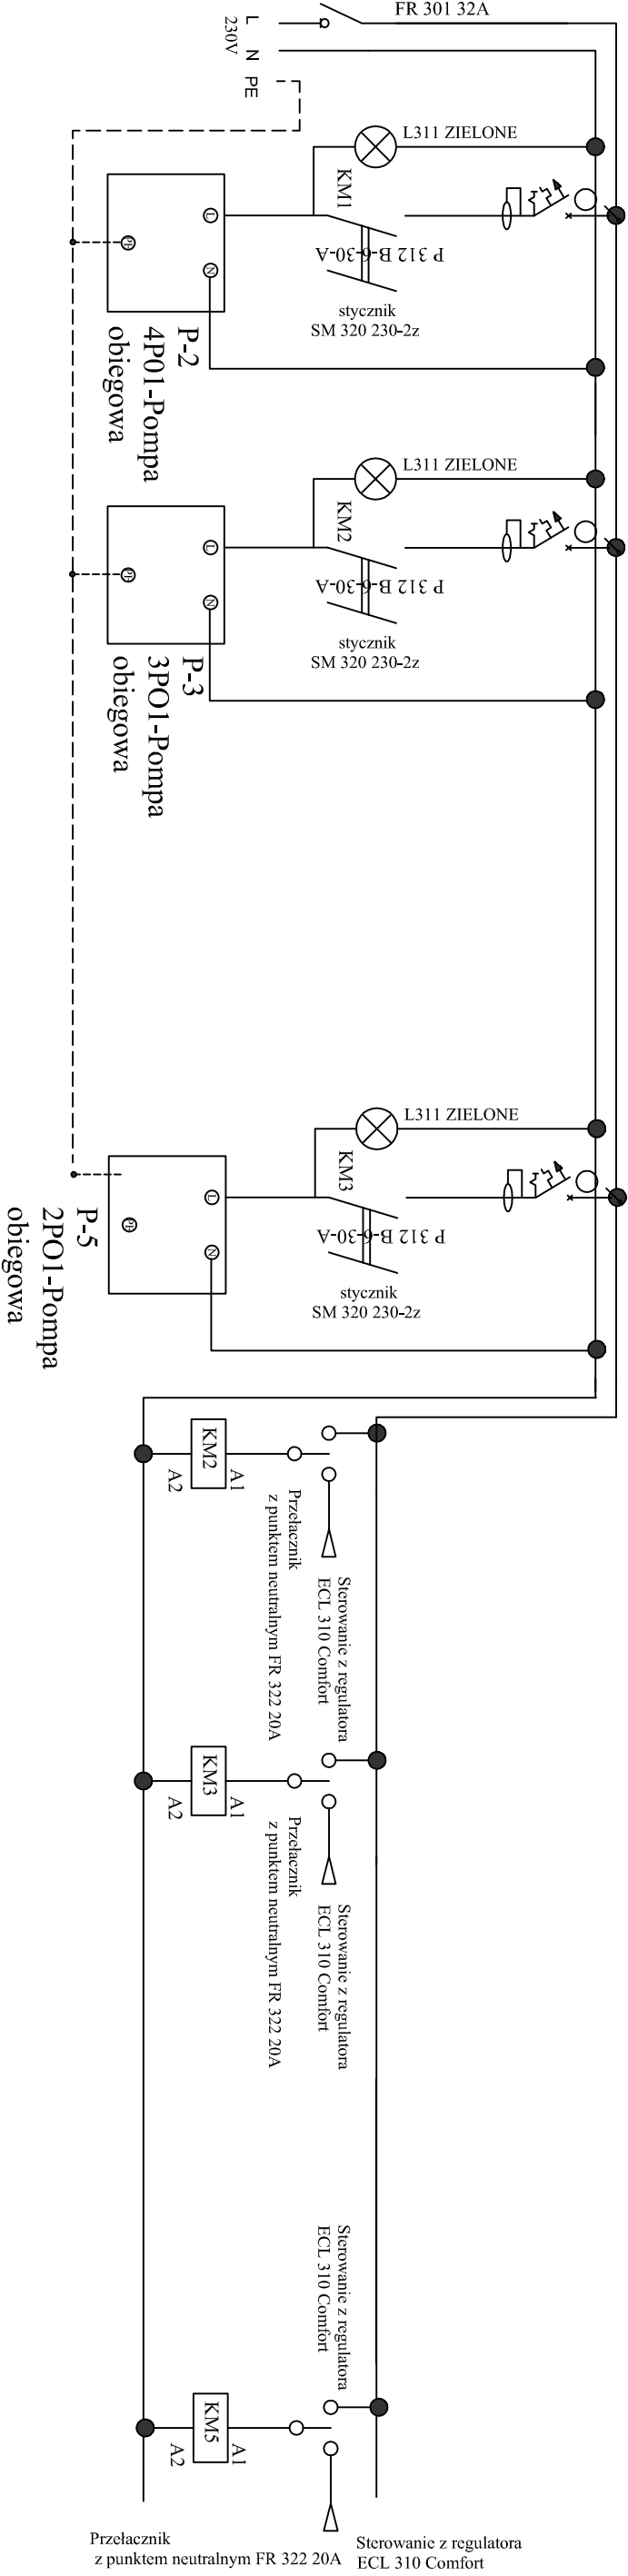 FR 301 32A
L
N
PE
230V
L311 ZIELONE
KM1
P 312 B-6-30-A
stycznik
SM 320 230-2z
L
N
PE
P-2
4P01-Pompa
obiegowa
L311 ZIELONE
KM2
P 312 B-6-30-A
stycznik
SM 320 230-2z
L
N
PE
P-3
3PO1-Pompa
obiegowa
L311 ZIELONE
KM3
P 312 B-6-30-A
stycznik
SM 320 230-2z
L
N
PE
P-5
2PO1-Pompa
obiegowa
KM2
A1
A2
Przełacznik
z punktem neutralnym FR 322 20A
Sterowanie z regulatora
ECL 310 Comfort
KM3
A1
A2
Przełacznik
z punktem neutralnym FR 322 20A
Sterowanie z regulatora
ECL 310 Comfort
Sterowanie z regulatora
ECL 310 Comfort
KM5
A1
A2
Przełacznik
z punktem neutralnym FR 322 20A
Sterowanie z regulatora
ECL 310 Comfort